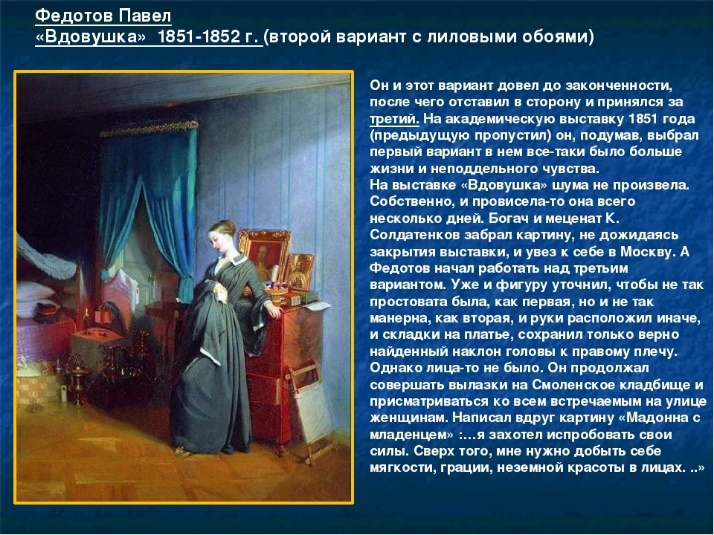 Федотов Павел
«Вдовушка» 1851-1852 г. (второй вариант с лиловыми обоями)
Он и этот вариант довел до законченности,
после чего отставил в сторону и принялся за
третий. На академическую выставку 1851 года
(предыдущую пропустил) он, подумав, выбрал
первый вариант в нем все-таки было больше
жизни и неподдельного чувства.
На выставке «Вдовушка» шума не произвела.
Собственно, и провисела-то она всего
несколько дней. Богач и меценат К.
Солдатенков забрал картину, не дожидаясь
закрытия выставки, и увез к себе в Москву. А
Федотов начал работать над третьим
вариантом. Уже и фигуру уточнил, чтобы не так
простовата была, как первая, но и не так
манерна, как вторая, и руки расположил иначе,
и складки на платье, сохранил только верно
найденный наклон головы к правому плечу.
Однако лица-то не было. Он продолжал
совершать вылазки на Смоленское кладбище и
присматриваться ко всем встречаемым на улице
женщинам. Написал вдруг картину «Мадонна с
младенцем» :…я захотел испробовать свои
силы. Сверх того, мне нужно добыть себе
мягкости, грации, неземной красоты в лицах. ..»